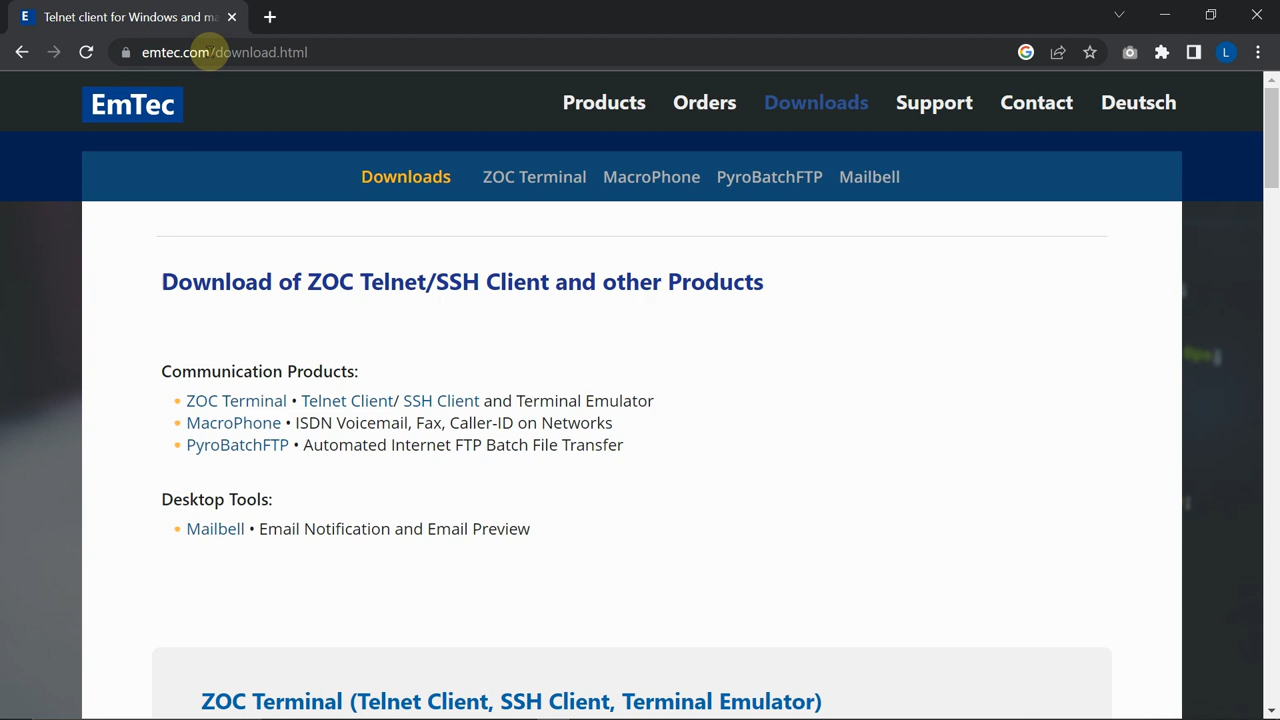 E Telnet client for Windows and ma
emtec.com/download.html
L
EmTec
Products Orders Downloads Support Contact Deutsch
Downloads ZOC Terminal MacroPhone PyroBatchFTP Mailbell
Download of ZOC Telnet/SSH Client and other Products
Communication Products:
• ZOC Terminal • Telnet Client/ SSH Client and Terminal Emulator
• MacroPhone • ISDN Voicemail, Fax, Caller-ID on Networks
• PyroBatchFTP • Automated Internet FTP Batch File Transfer
Desktop Tools:
• Mailbell • Email Notification and Email Preview
ZOC Terminal (Telnet Client, SSH Client, Terminal Emulator)